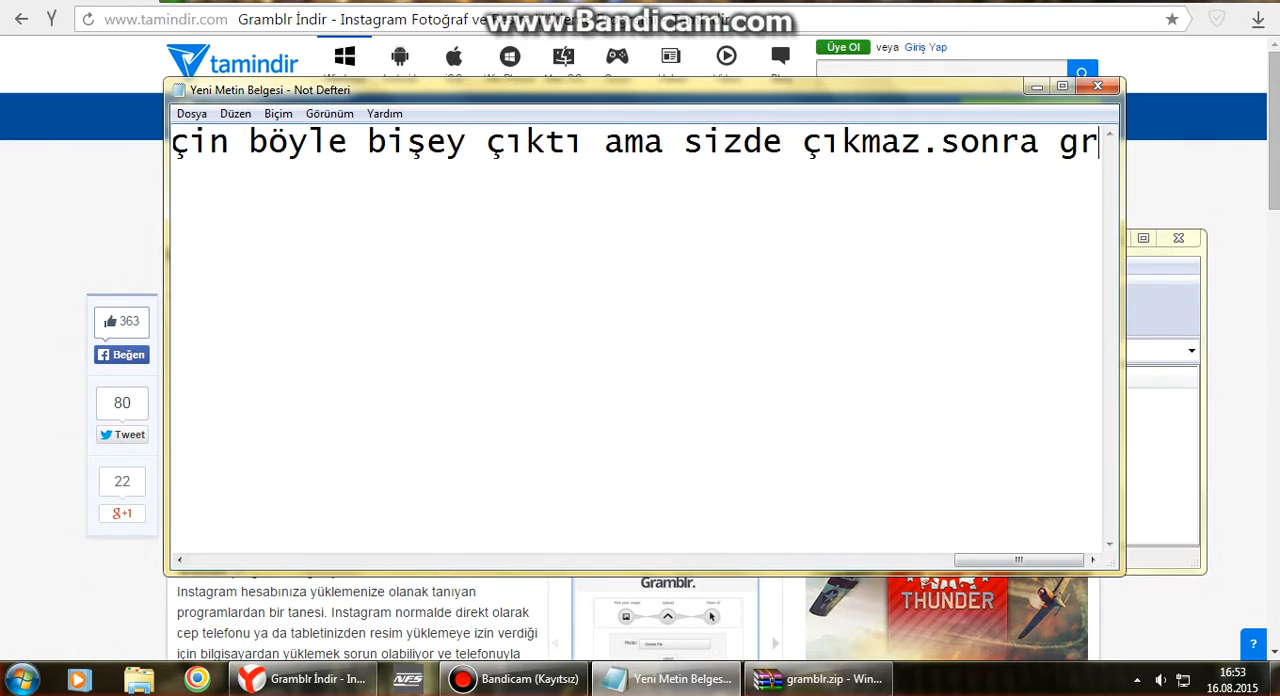 www.tamindir.com
Gramblr İndir - Instagram Fotoğraf ve
www.Bandicam.com
tamindir
Üye Ol veya Giriş Yap
Yeni Metin Belgesi - Not Defteri
Dosya Düzen Biçim Görünüm Yardım
çin böyle bişey çıktı ama sizde çıkmaz.sonra gr
363
Beğen
80
Tweet
22
g+1
Instagram hesabınıza yüklemenize olanak tanıyan
programlardan bir tanesi. Instagram normalde direkt olarak
cep telefonu ya da tabletinizden resim yüklemeye izin verdiği
için bilgisayardan yüklemek sorun olabiliyor ve telefonuyla
Gramblr.
THUNDER
?
Gramblr İndir - In...
NFS
Bandicam (Kayıtsız)
Yeni Metin Belges...
gramblr.zip - Win...
16:53
16.08.2015